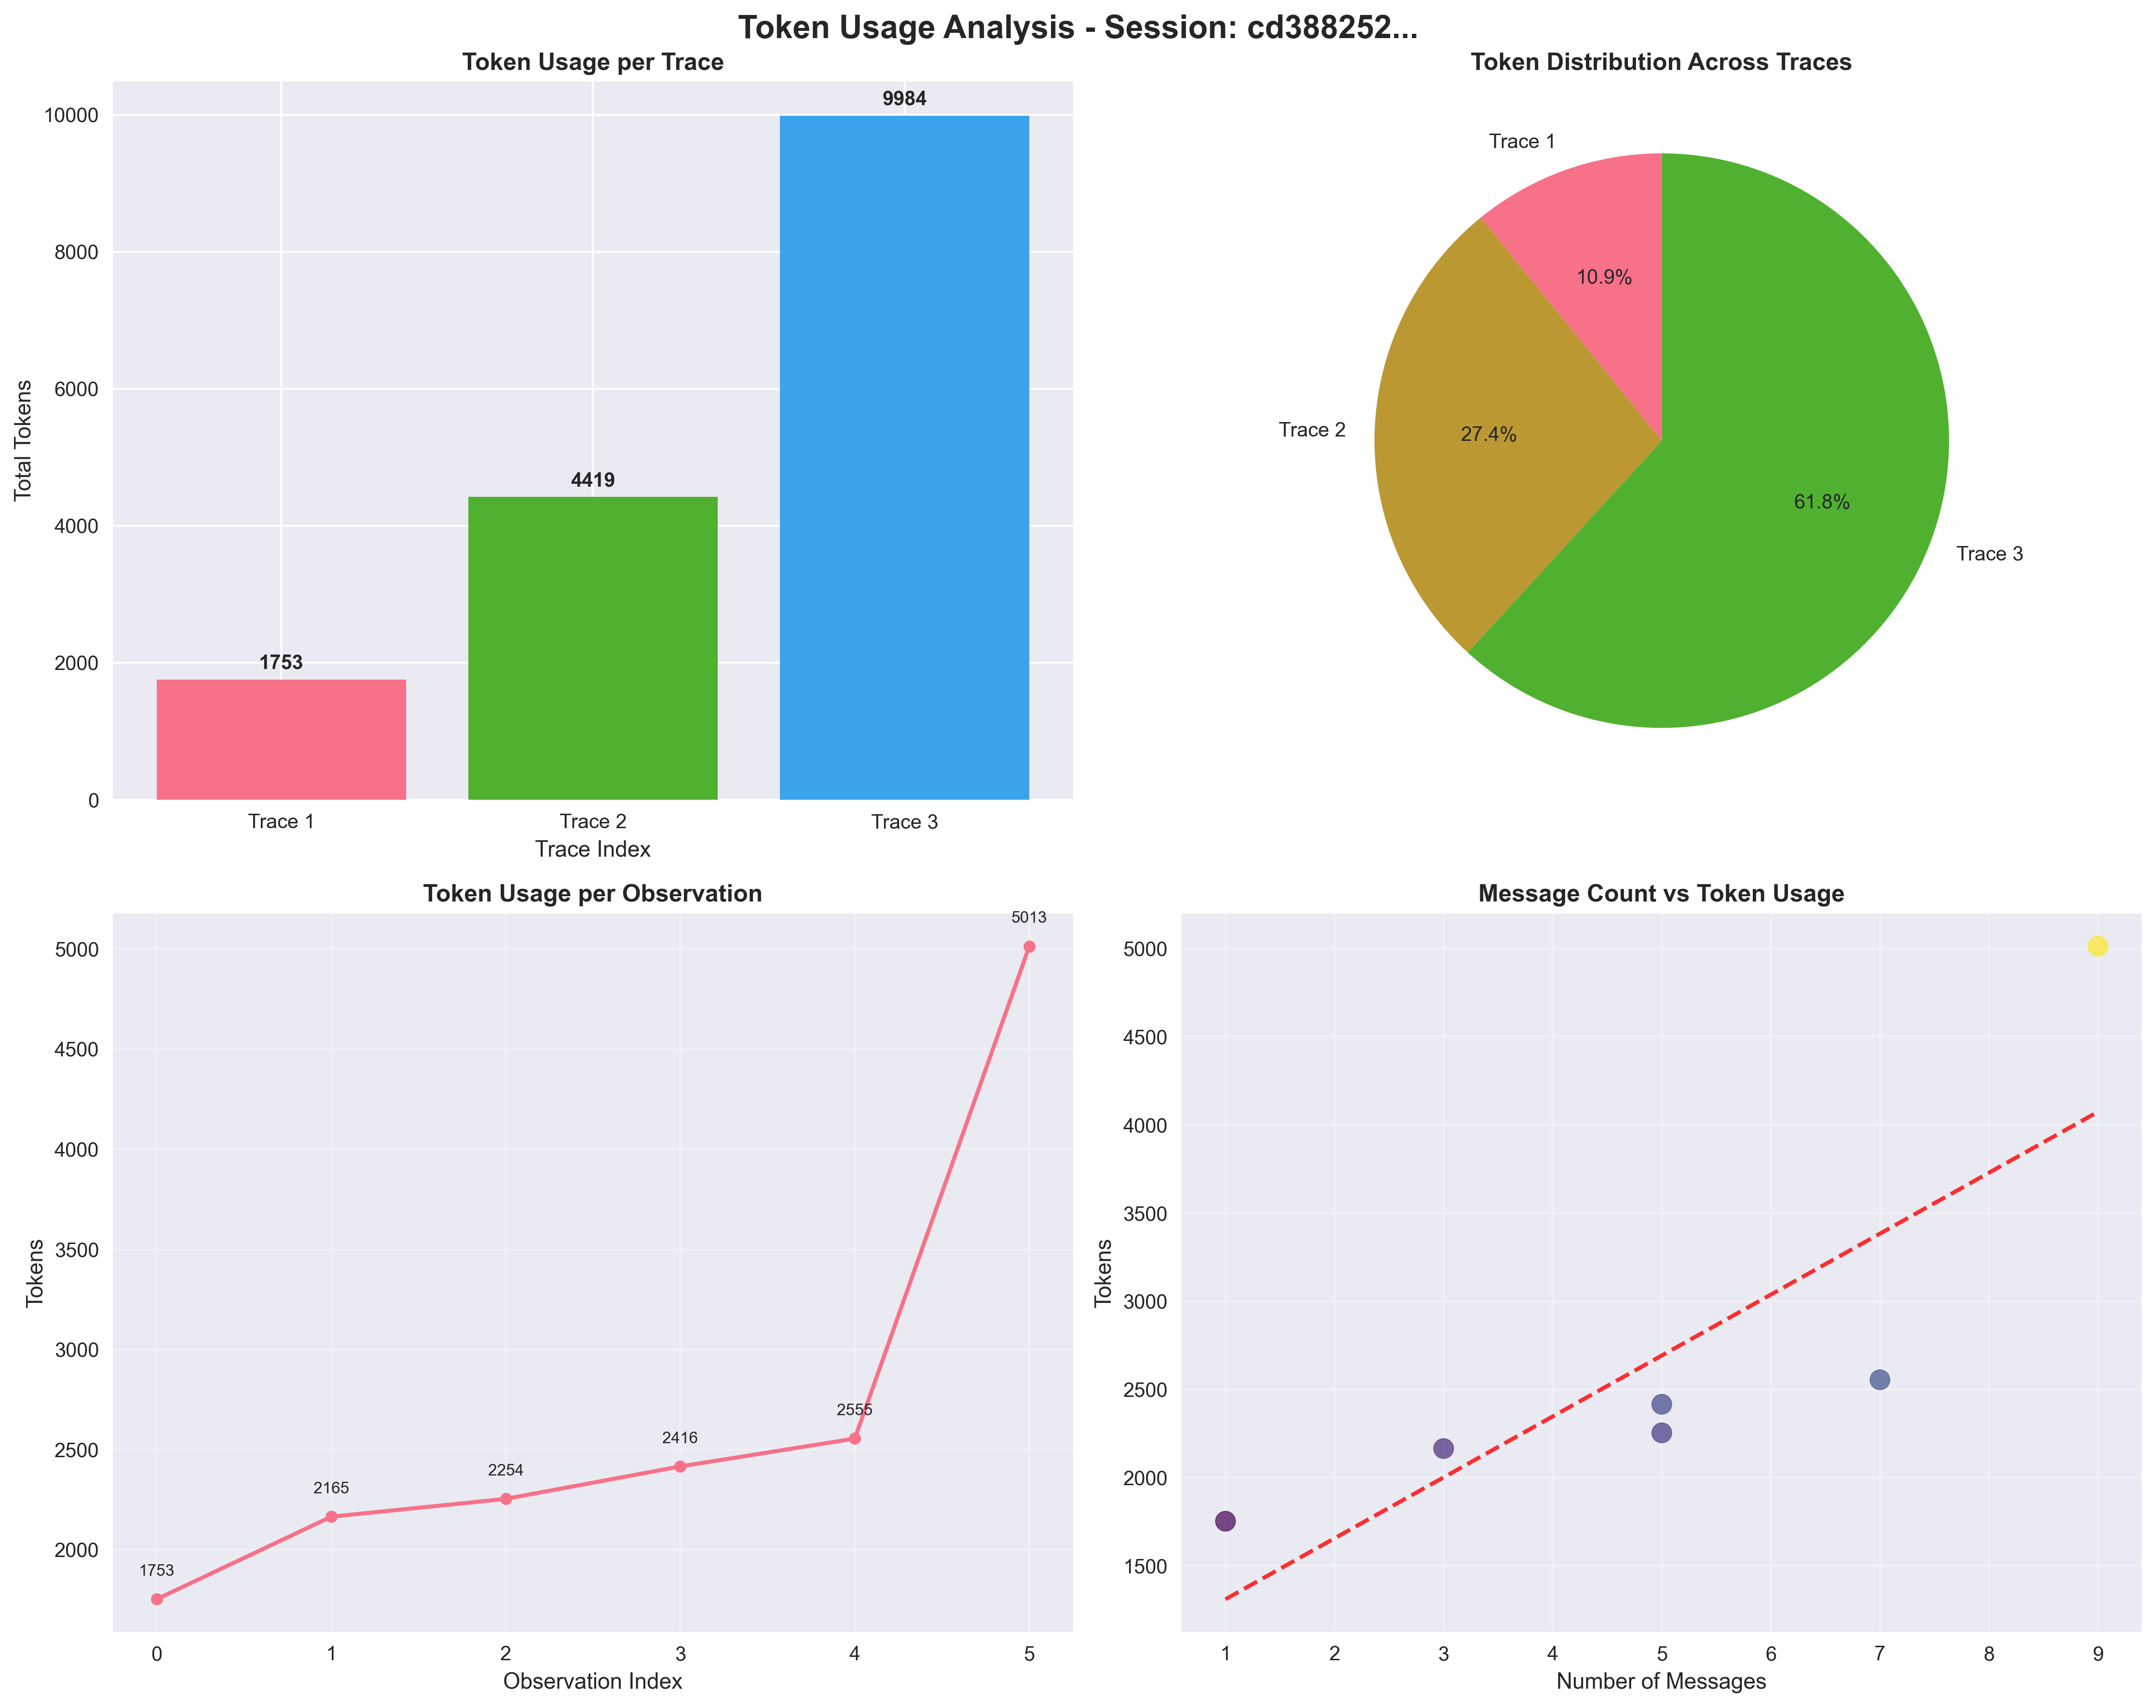 Token Usage Analysis - Session: cd388252...
Token Usage per Trace
Total Tokens
10000
8000
6000
4000
2000
0
1753
4419
9984
Trace 1
Trace 2
Trace 3
Trace Index
Token Distribution Across Traces
Trace 1
10.9%
Trace 2
27.4%
61.8%
Trace 3
Token Usage per Observation
Tokens
5000
4500
4000
3500
3000
2500
2000
1753
2165
2254
2416
2555
5013
0
1
2
3
4
5
Observation Index
Message Count vs Token Usage
Tokens
5000
4500
4000
3500
3000
2500
2000
1500
1
2
3
4
5
6
7
8
9
Number of Messages